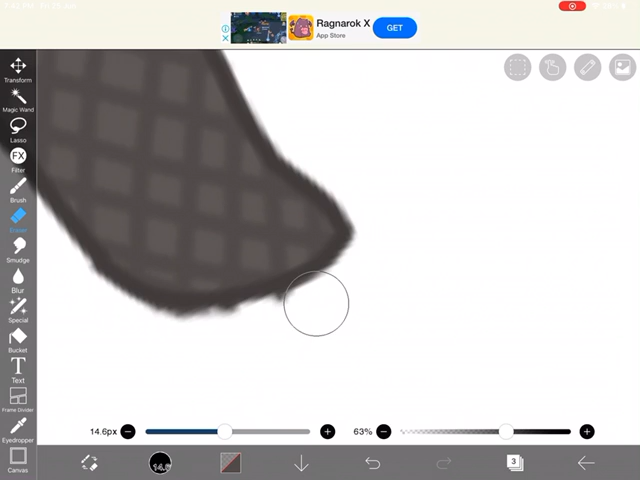 Ragnarok X
App Store
GET
Transform
Magic Wand
Lasso
FX
Filter
Brush
Eraser
Smudge
Blur
Special
Bucket
T
Text
Frame Divider
Eyedropper
Canvas
14.6px
63%
3